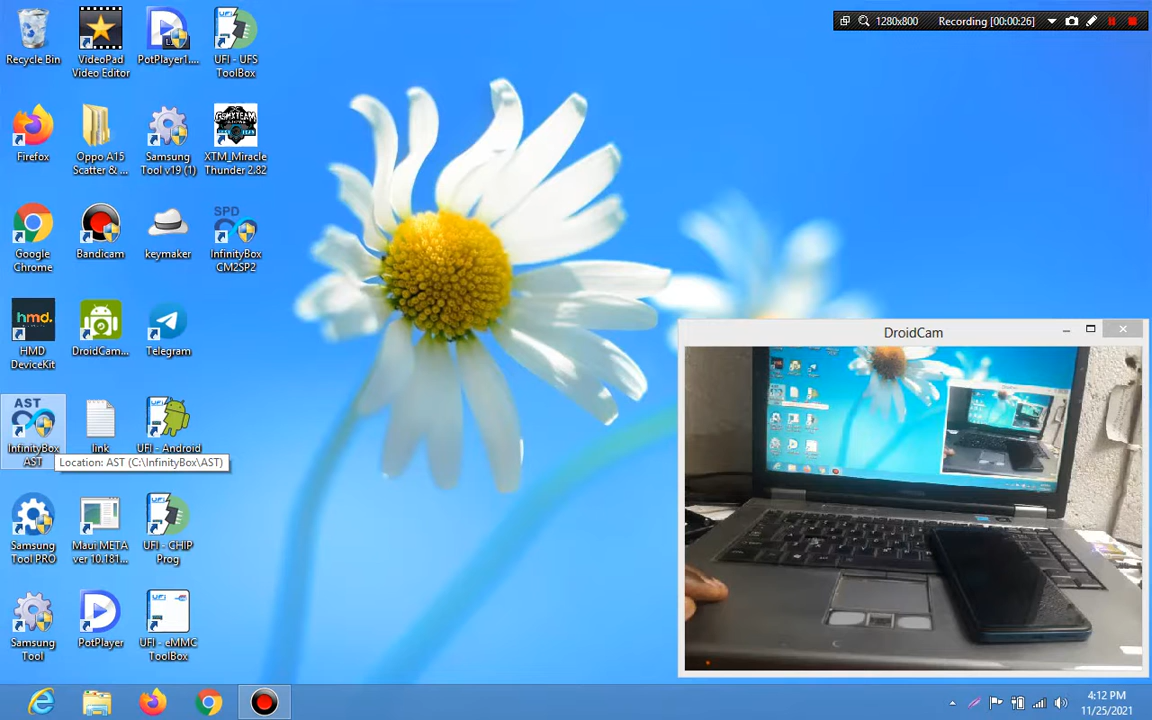 1280x800 Recording [00:00:26]
Recycle Bin
VideoPad Video Editor
PotPlayer1....
UFI - UFS ToolBox
Firefox
Oppo A15 Scatter & ...
Samsung Tool v19 (1)
GSMXTEAM
XTM_Miracle Thunder 2.82
Google Chrome
Bandicam
keymaker
SPD
InfinityBox CM2SP2
hmd.
HMD DeviceKit
DroidCam...
Telegram
AST
InfinityBox AST
link
UFI - Android
Location: AST (C:\InfinityBox\AST)
Samsung Tool PRO
Maui META ver 10.181...
UFI - CHIP Prog
Samsung Tool
PotPlayer
UFI - eMMC ToolBox
DroidCam
4:12 PM
11/25/2021